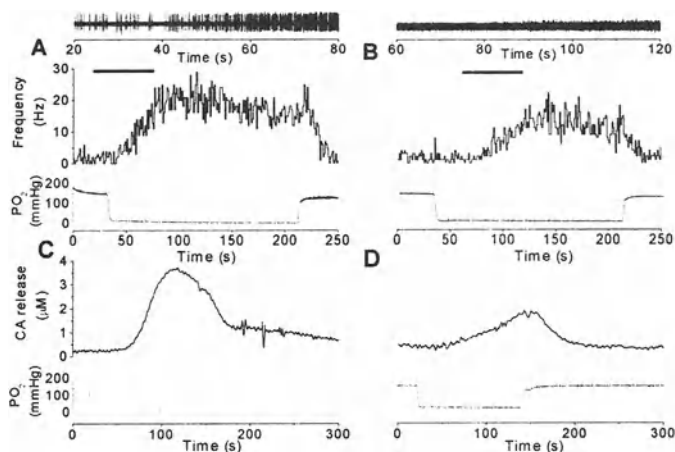 20 40 60 80
Time (s)
A
60 80 100 120
Time (s)
B
30
20
10
0
Frequency
(Hz)
200
100
0
PO2
(mmHg)
0 50 100 150 200 250
Time (s)
0 50 100 150 200 250
Time (s)
C
4
3
2
1
0
CA release
(µM)
200
100
0
PO2
(mmHg)
0 100 200 300
Time (s)
D
0 100 200 300
Time (s)